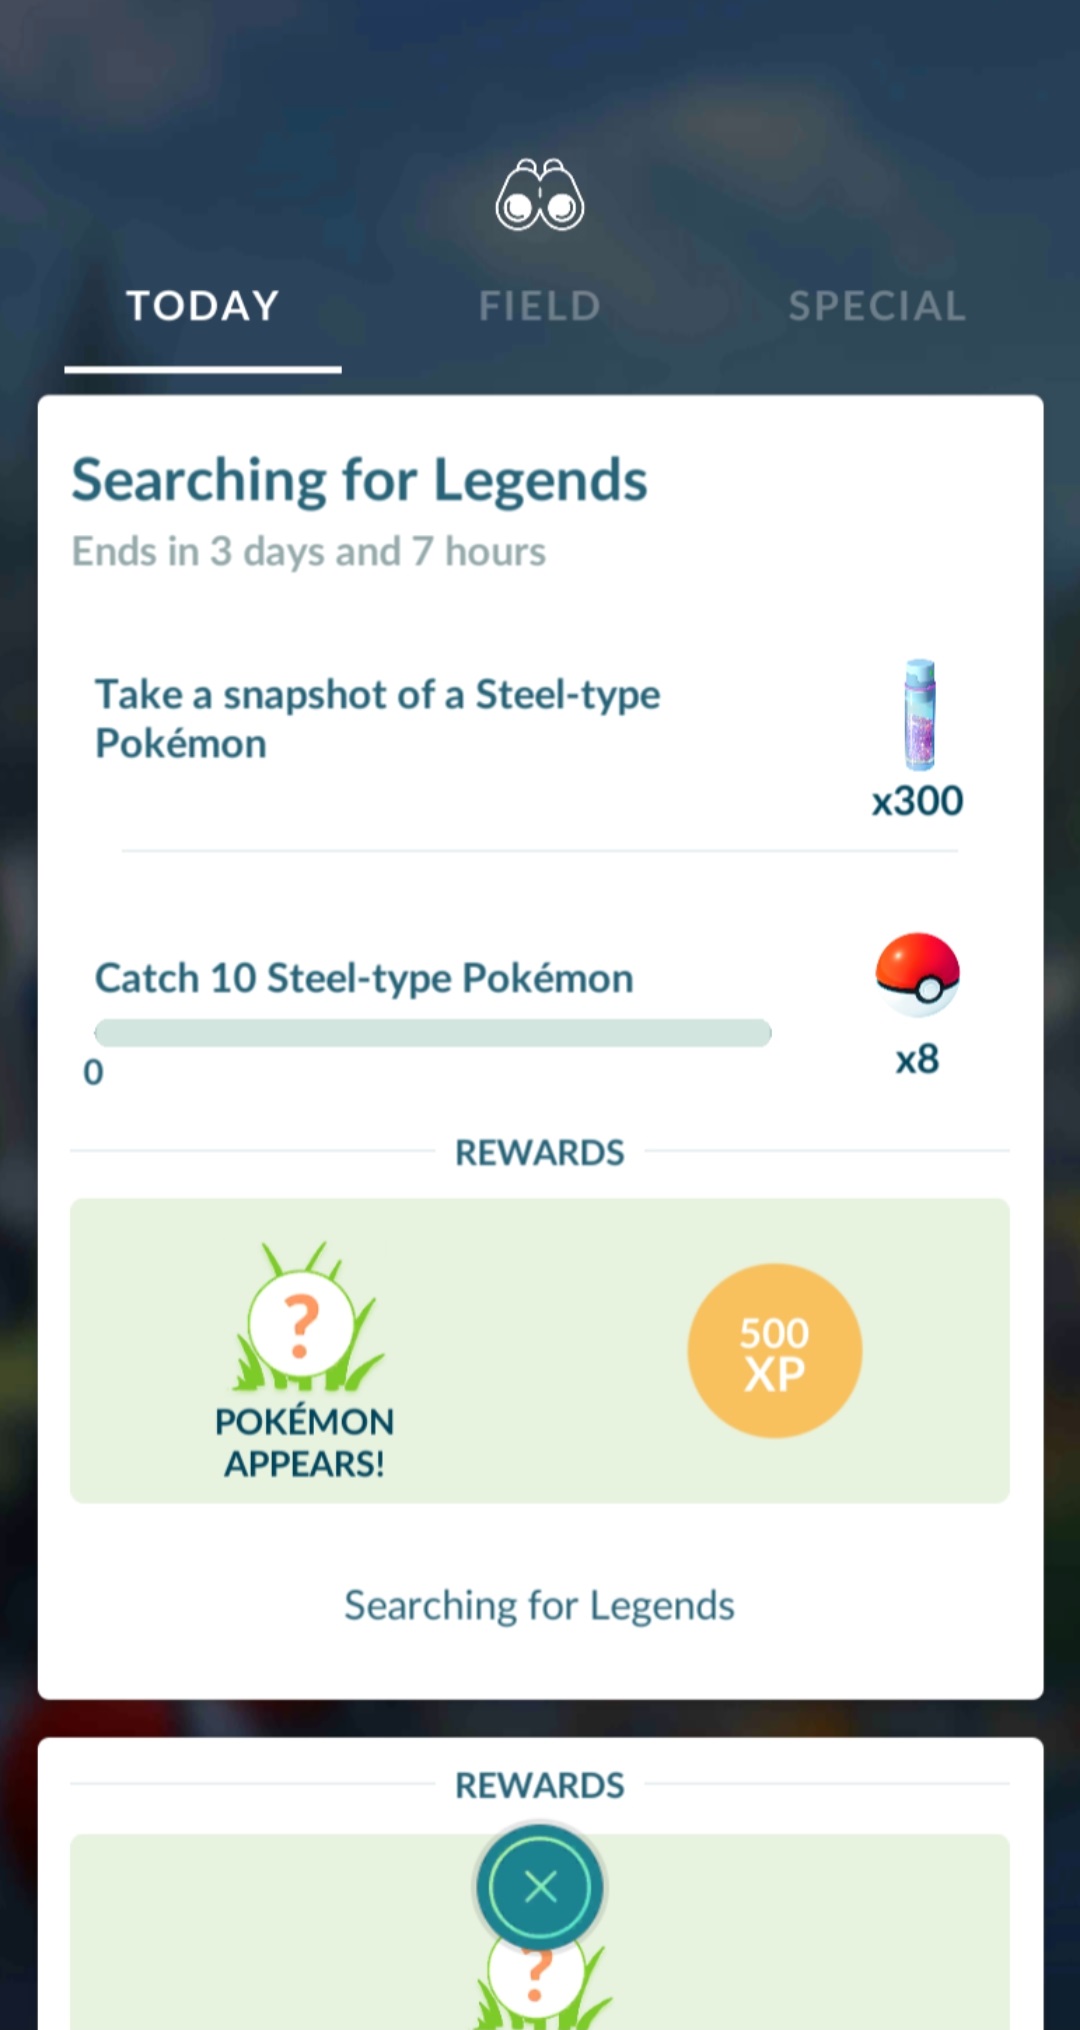 TODAY
FIELD
SPECIAL
Searching for Legends
Ends in 3 days and 7 hours
Take a snapshot of a Steel-type
Pokémon
x300
Catch 10 Steel-type Pokémon
0
x8
REWARDS
?
POKÉMON
APPEARS!
500
XP
Searching for Legends
REWARDS
?